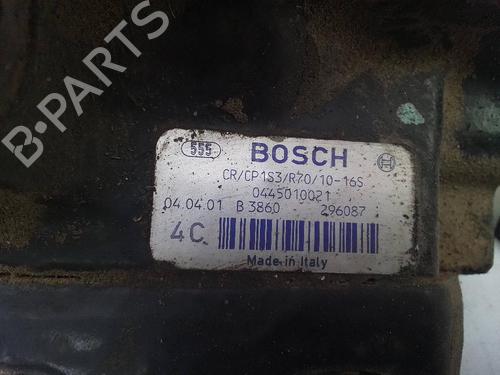 B-PARTS
555 BOSCH
CR/CP1S3/R70/10-16S
0445010021
04.04.01 B 3860 296087
4C
Made in Italy